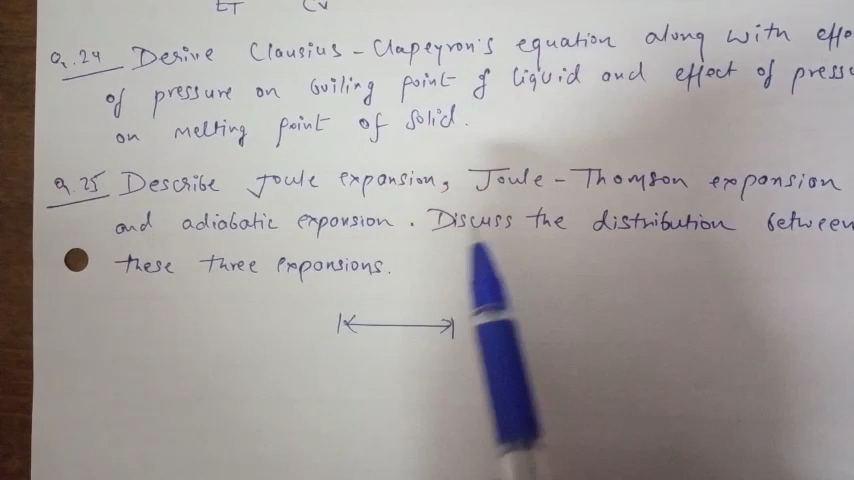 ET Cv
Q.24 Derive Clausius-Clapeyron's equation along with effe
of pressure on boiling point of liquid and effect of press
on melting point of solid.
Q.25 Describe Joule expansion, Joule-Thomson expansion
and adiabatic expansion. Discuss the distribution between
these three expansions.